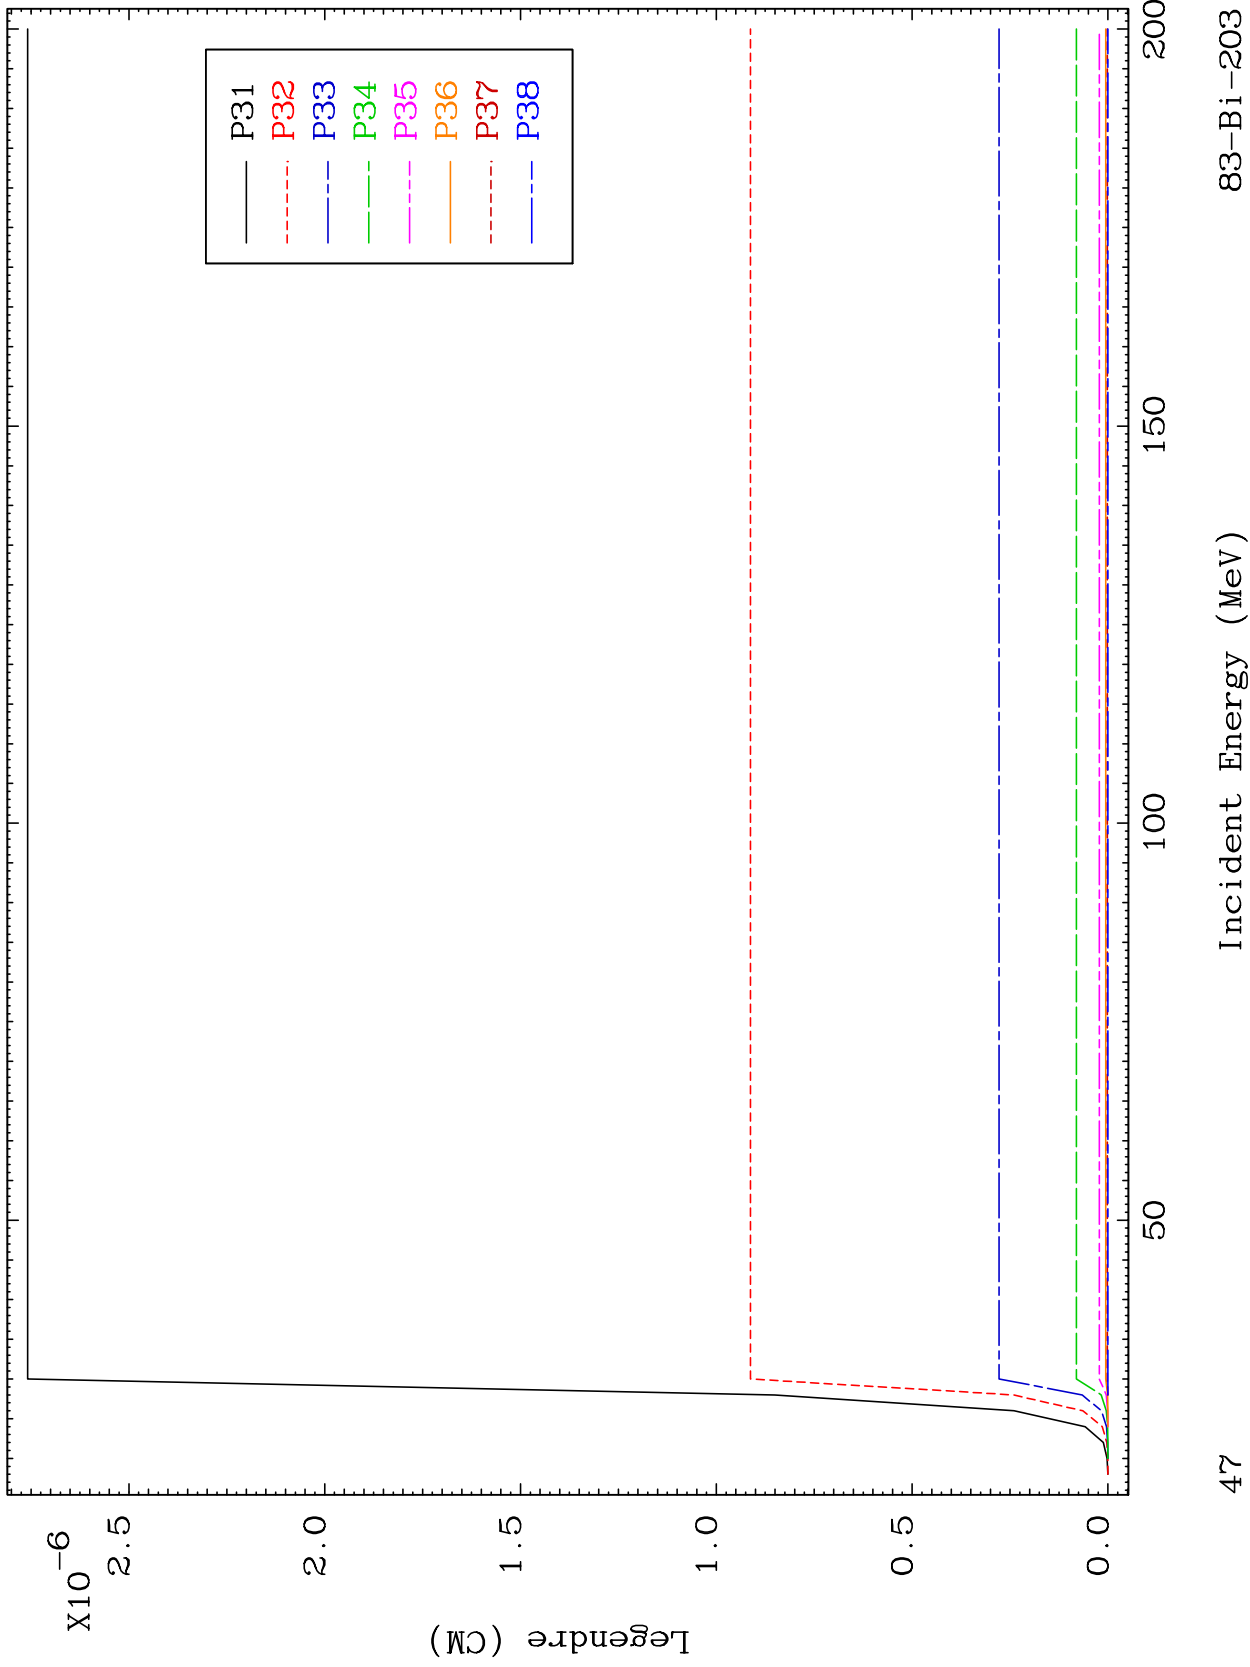 X10-6
2.5
2.0
1.5
1.0
0.5
0.0
Legendre (CM)
P31
P32
P33
P34
P35
P36
P37
P38
50
100
150
200
47
Incident Energy (MeV)
83-Bi-203